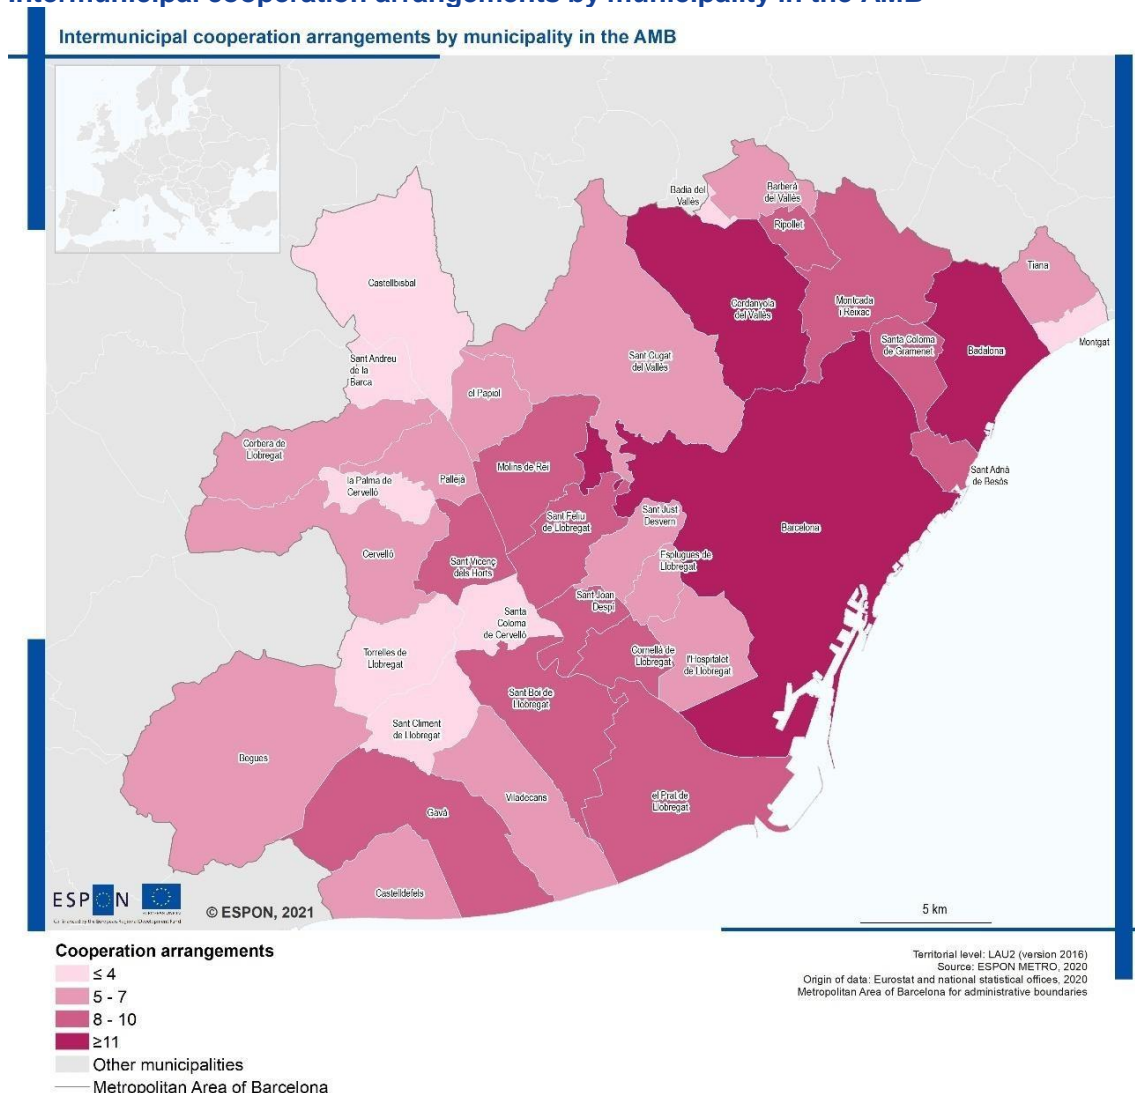 Intermunicipal cooperation arrangements by municipality in the AMB
Intermunicipal cooperation arrangements by municipality in the AMB
Badia del
Vallès
Barberà
del Vallès
Ripollet
Castellbisbal
Cerdanyola
del Vallès
Montcada
i Reixac
Tiana
Montgat
Santa Coloma
de Gramenet
Badalona
Sant Andreu
de la
Barca
Sant Cugat
del Vallès
el Papiol
Corbera de
Llobregat
la Palma de
Cervelló
Pallejà
Molins de Rei
Sant Adrià
de Besòs
Sant Feliu
de Llobregat
Sant Just
Desvern
Barcelona
Cervelló
Sant Vicenç
dels Horts
Esplugues de
Llobregat
Sant Joan
Despí
Santa
Coloma
de Cervelló
Torrelles de
Llobregat
Cornellà de
Llobregat
l'Hospitalet
de Llobregat
Sant Boi de
Llobregat
Sant Climent
de Llobregat
Begues
Viladecans
el Prat de
Llobregat
Gavà
Castelldefels
ESPON
© ESPON, 2021
5 km
Cooperation arrangements
≤ 4
5 - 7
8 - 10
≥11
Other municipalities
Metropolitan Area of Barcelona
Territorial level: LAU2 (version 2016)
Source: ESPON METRO, 2020
Origin of data: Eurostat and national statistical offices, 2020
Metropolitan Area of Barcelona for administrative boundaries